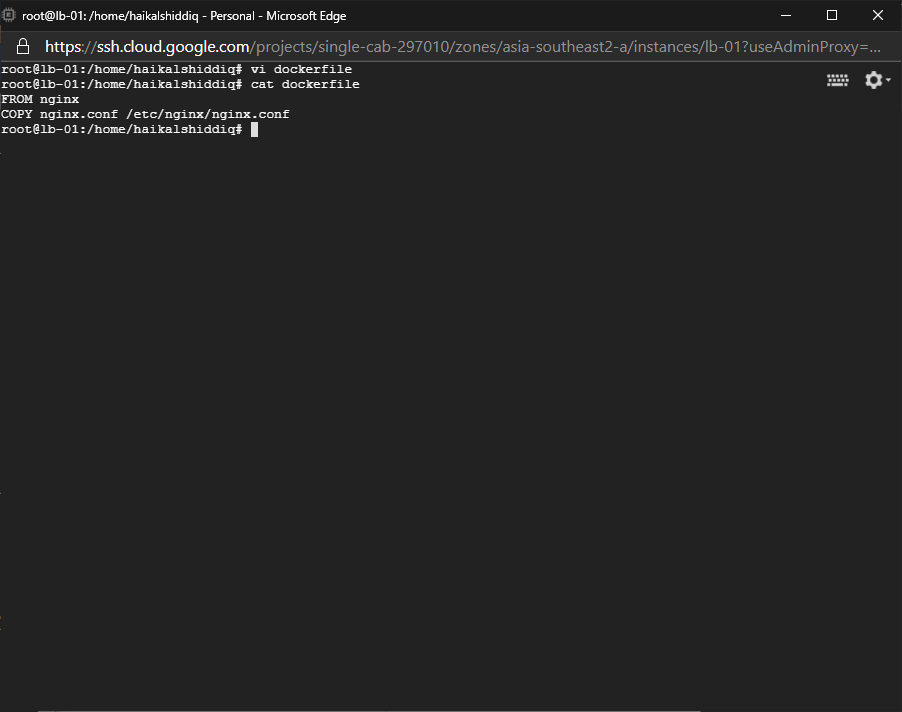 root@lb-01: /home/haikalshiddiq - Personal - Microsoft Edge
https://ssh.cloud.google.com/projects/single-cab-297010/zones/asia-southeast2-a/instances/lb-01?useAdminProxy=...
root@lb-01:/home/haikalshiddiq# vi dockerfile
root@lb-01:/home/haikalshiddiq# cat dockerfile
FROM nginx
COPY nginx.conf /etc/nginx/nginx.conf
root@lb-01:/home/haikalshiddiq#